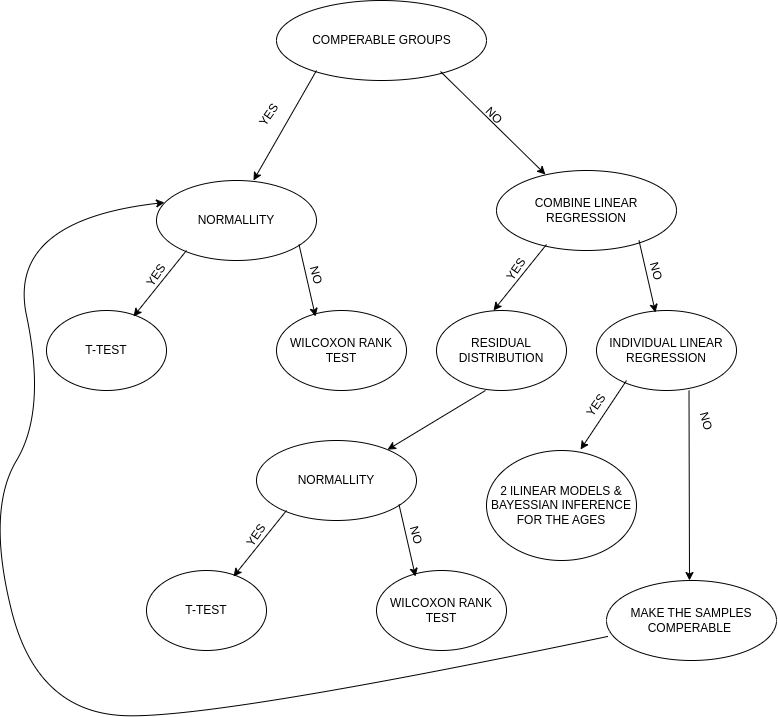 COMPERABLE GROUPS
YES
NO
NORMALLITY
COMBINE LINEAR
REGRESSION
YES
NO
YES
NO
T-TEST
WILCOXON RANK
TEST
RESIDUAL
DISTRIBUTION
INDIVIDUAL LINEAR
REGRESSION
YES
NO
NORMALLITY
2 ILINEAR MODELS &
BAYESSIAN INFERENCE
FOR THE AGES
YES
NO
T-TEST
WILCOXON RANK
TEST
MAKE THE SAMPLES
COMPERABLE